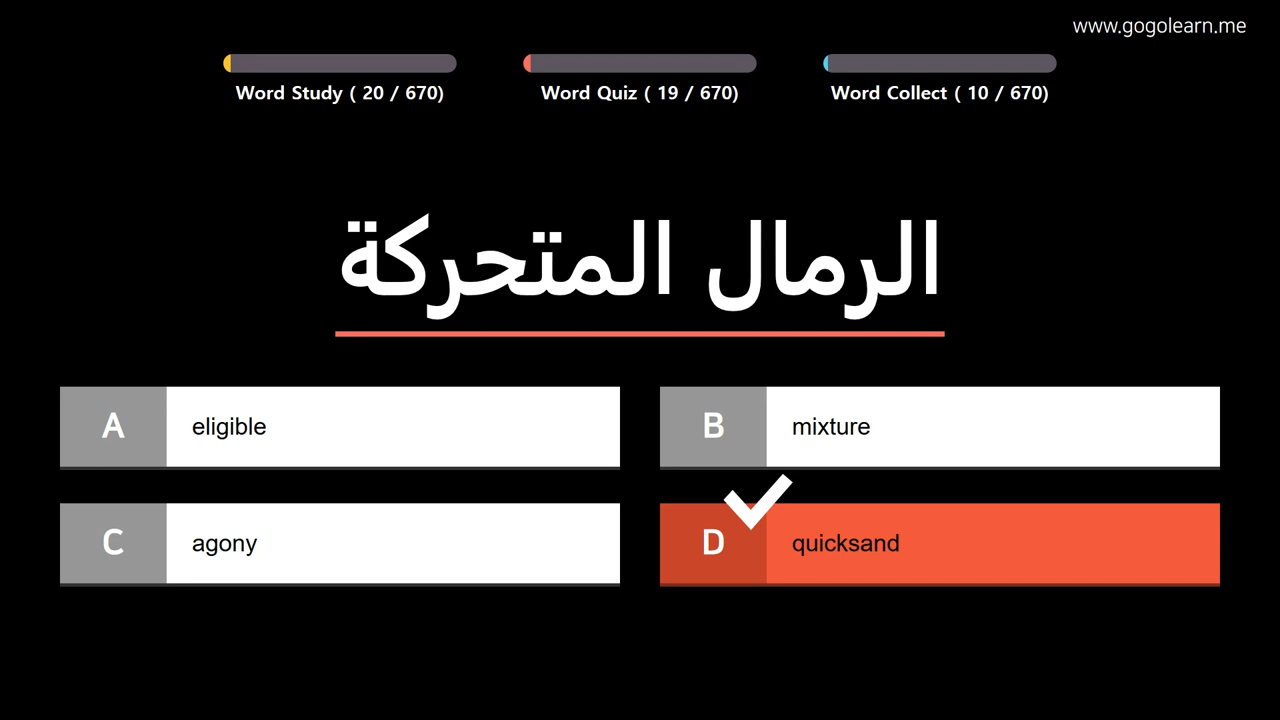 www.gogolearn.me
Word Study ( 20 / 670)
Word Quiz ( 19 / 670)
Word Collect ( 10 / 670)
الرمال المتحركة
A eligible
B mixture
C agony
D quicksand